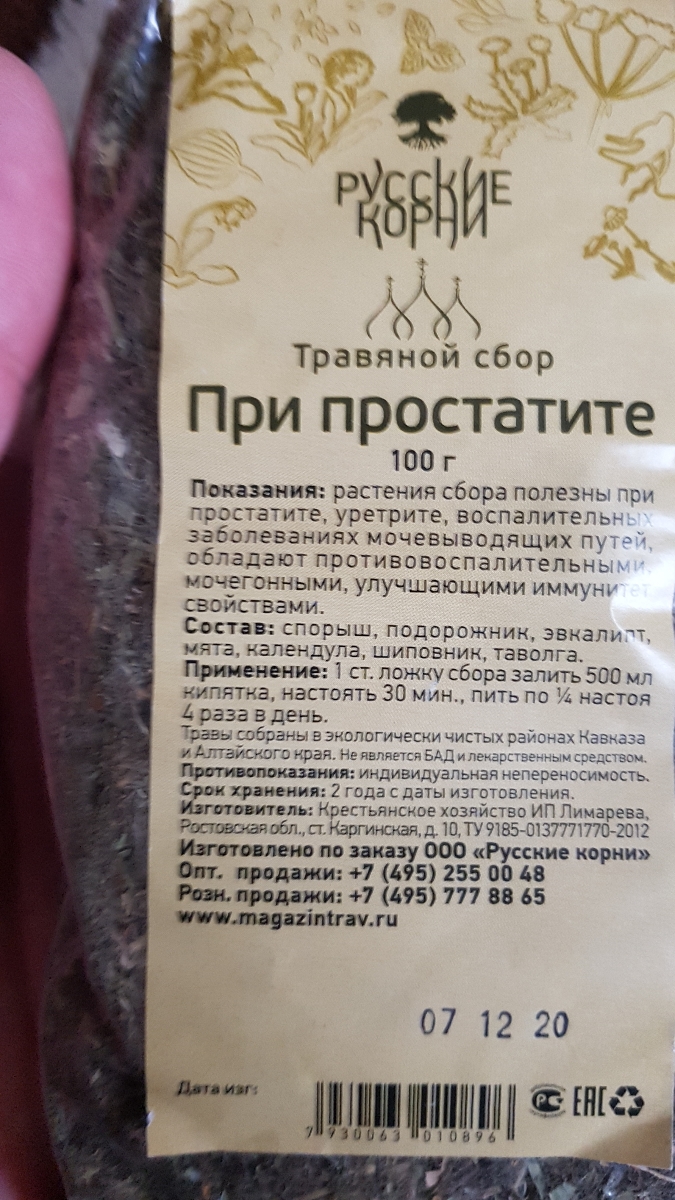 РУССКИЕ
КОРНИ
Травяной сбор
При простатите
100 г
Показания: растения сбора полезны при
простатите, уретрите, воспалительных
заболеваниях мочевыводящих путей,
обладают противовоспалительными,
мочегонными, улучшающими иммунитет
свойствами.
Состав: спорыш, подорожник, эвкалипт,
мята, календула, шиповник, таволга.
Применение: 1 ст. ложку сбора залить 500 мл
кипятка, настоять 30 мин., пить по ¼ настоя
4 раза в день.
Травы собраны в экологически чистых районах Кавказа
и Алтайского края. Не является БАД и лекарственным средством.
Противопоказания: индивидуальная непереносимость.
Срок хранения: 2 года с даты изготовления.
Изготовитель: Крестьянское хозяйство ИП Лимарева,
Ростовская обл., ст. Каргинская, д. 10, ТУ 9185-0137771770-2012
Изготовлено по заказу ООО «Русские корни»
Опт. продажи: +7 (495) 255 00 48
Розн. продажи: +7 (495) 777 88 65
www.magazintrav.ru
07 12 20
Дата изг:
7 930063 010896
РС ЕАС